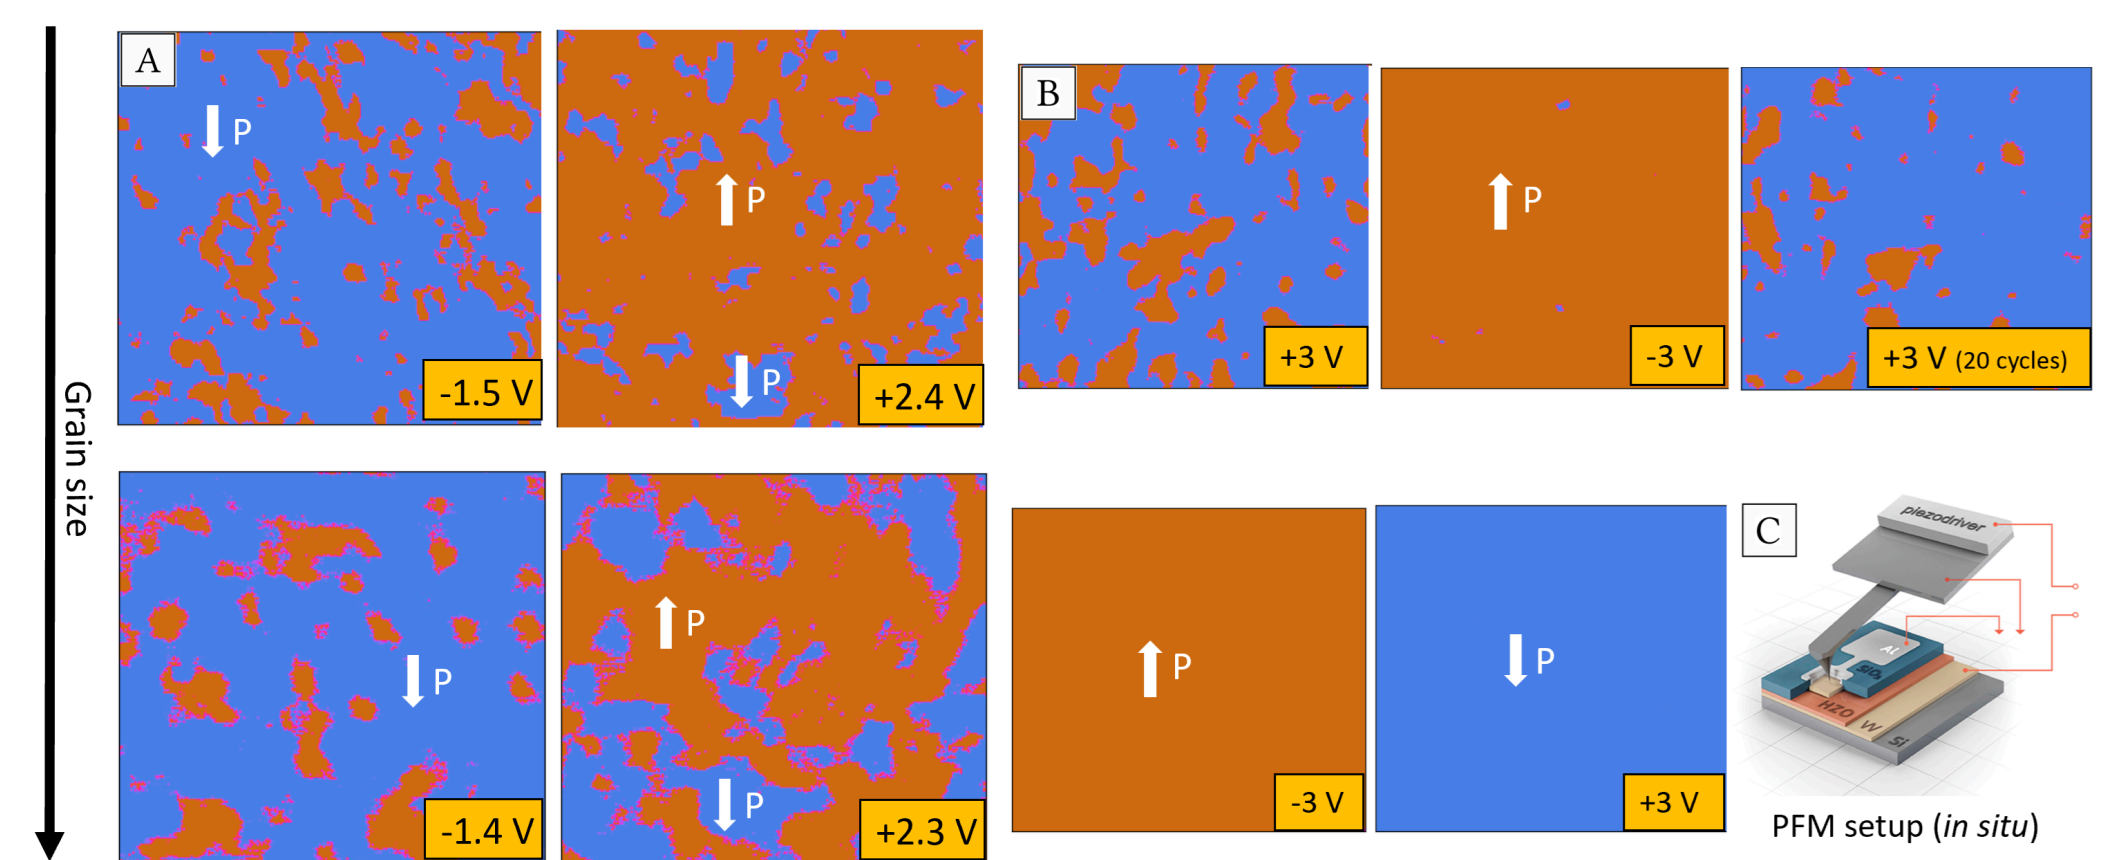 Grain size
A
P
-1.5 V
P
P
+2.4 V
B
+3 V
P
-3 V
+3 V (20 cycles)
P
-1.4 V
P
P
+2.3 V
P
-3 V
P
+3 V
C
piezodriver
Al
SiO₂
HZO
W
Si
PFM setup (in situ)